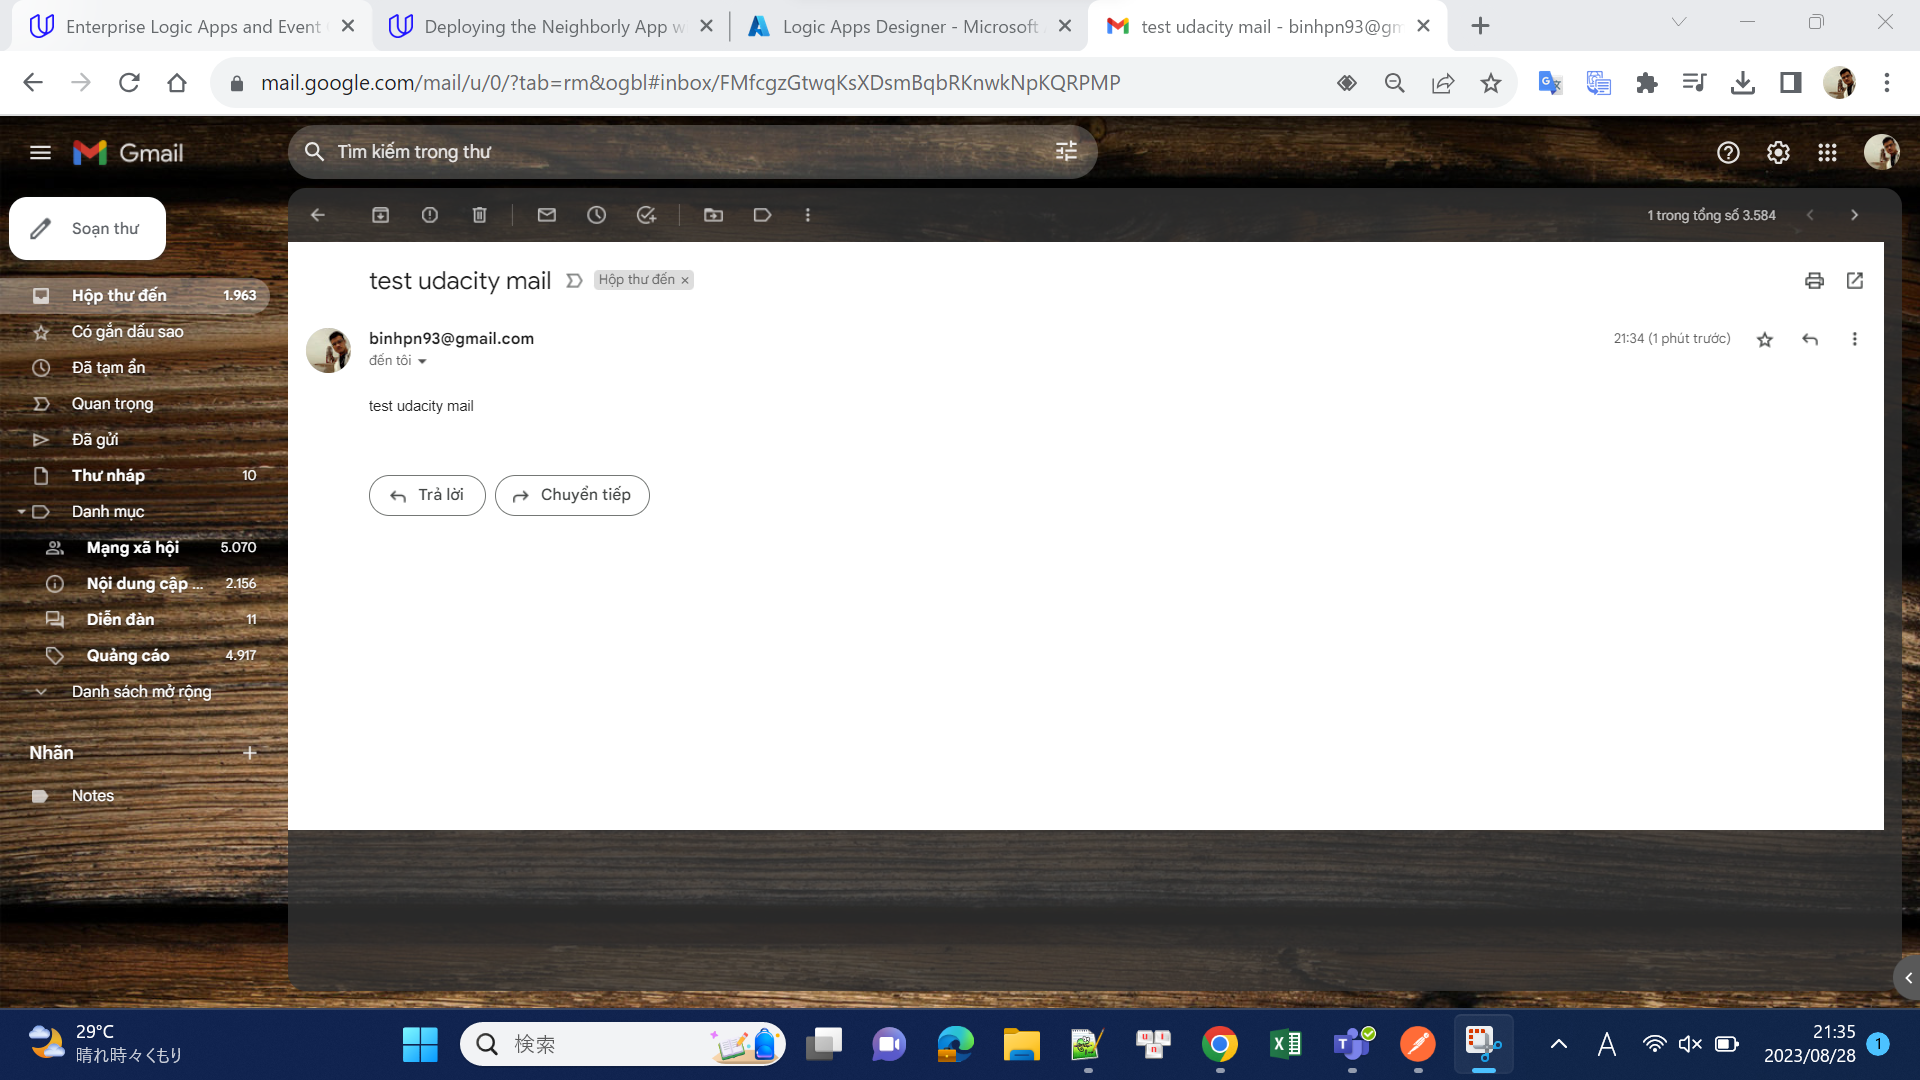 Enterprise Logic Apps and Event
Deploying the Neighborly App w
Logic Apps Designer - Microsoft
test udacity mail - binhpn93@gm
mail.google.com/mail/u/0/?tab=rm&ogbl#inbox/FMfcgzGtwqKsXDsmBqbRKnwkNpKQRPMP
Gmail
Tìm kiếm trong thư
Soạn thư
1 trong tổng số 3.584
Hộp thư đến 1.963
Có gắn dấu sao
Đã tạm ẩn
Quan trọng
Đã gửi
Thư nháp 10
Danh mục
Mạng xã hội 5.070
Nội dung cập ... 2.156
Diễn đàn 11
Quảng cáo 4.917
Danh sách mở rộng
Nhãn
Notes
test udacity mail Hộp thư đến ×
binhpn93@gmail.com 21:34 (1 phút trước)
đến tôi
test udacity mail
Trả lời Chuyển tiếp
29°C
晴れ時々くもり
検索
A
21:35
2023/08/28
1